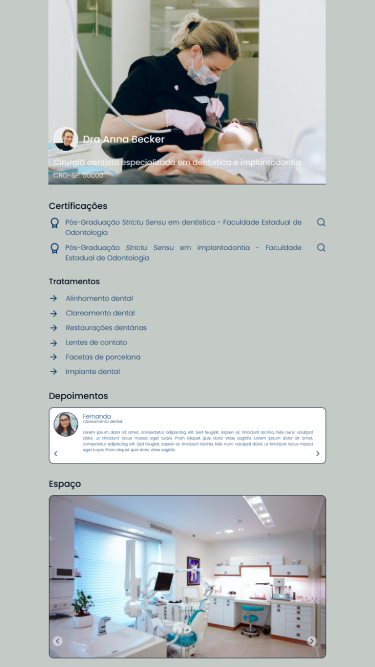 Dra Anna Becker
Cirurgiã dentista especializada em dentística e implantodontia
CRO-SP: 00000
Certificações
Pós-Graduação Strictu Sensu em dentistica - Faculdade Estadual de
Odontologia
Pós-Graduação Strictu Sensu em implantodontia - Faculdade
Estadual de Odontologia
Tratamentos
Alinhamento dental
Clareamento dental
Restaurações dentárias
Lentes de contato
Facetas de porcelana
Implante dental
Depoimentos
Fernanda
Clareamento dental
Lorem ipsum dolor sit amet, consectetur adipiscing elit. Sed feugiat, sapien ac tincidunt lacinia, felis nunc volutpat
dolor, ut tincidunt lacus massa eget turpis. Proin aliquet quis dolor vitae sagittis. Lorem ipsum dolor sit amet,
consectetur adipiscing elit. Sed feugiat, sapien ac tincidunt lacinia, felis nunc volutpat dolor, ut tincidunt lacus massa
eget turpis. Proin aliquet quis dolor vitae sagittis.
Espaço